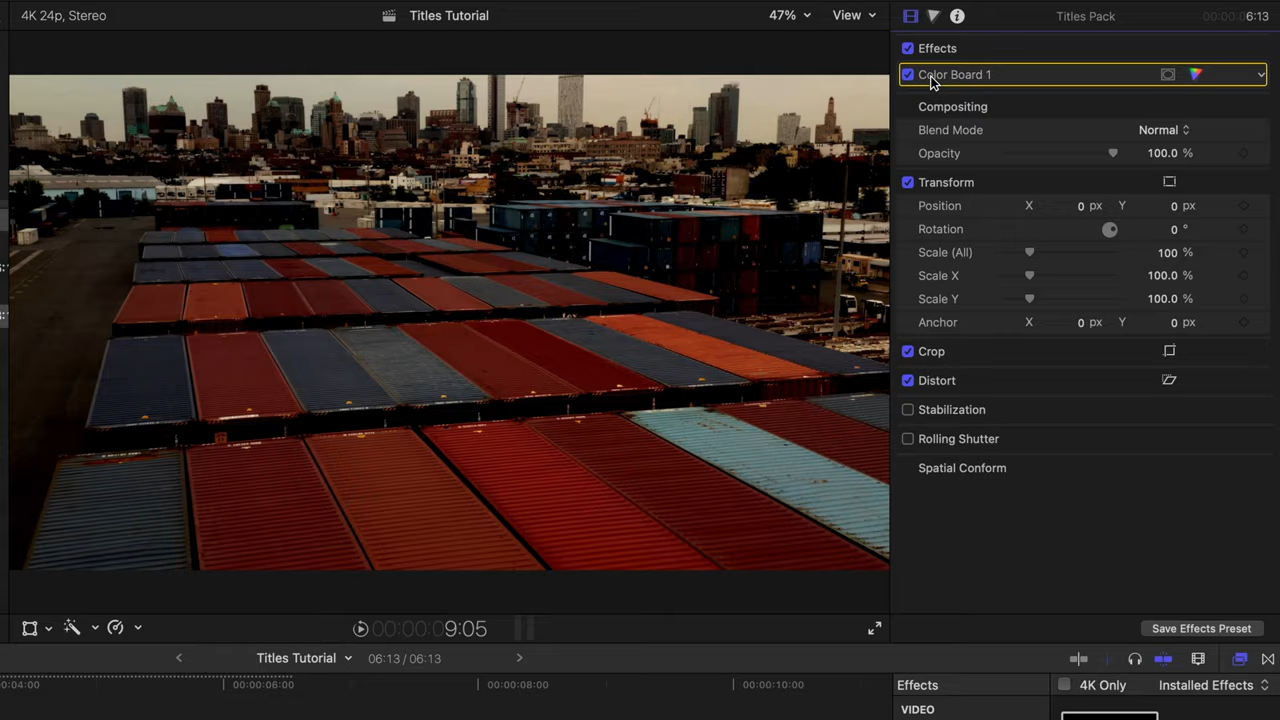 4K 24p, Stereo
Titles Tutorial
47%
View
Titles Pack
00:00:00:6:13
Effects
Color Board 1
Compositing
Blend Mode
Normal
Opacity
100.0 %
Transform
Position X 0 px Y 0 px
Rotation 0 °
Scale (All) 100 %
Scale X 100.0 %
Scale Y 100.0 %
Anchor X 0 px Y 0 px
Crop
Distort
Stabilization
Rolling Shutter
Spatial Conform
00:00:00:9:05
Save Effects Preset
Titles Tutorial
06:13 / 06:13
00:00:06:00
00:00:08:00
00:00:10:00
Effects
4K Only
Installed Effects
VIDEO